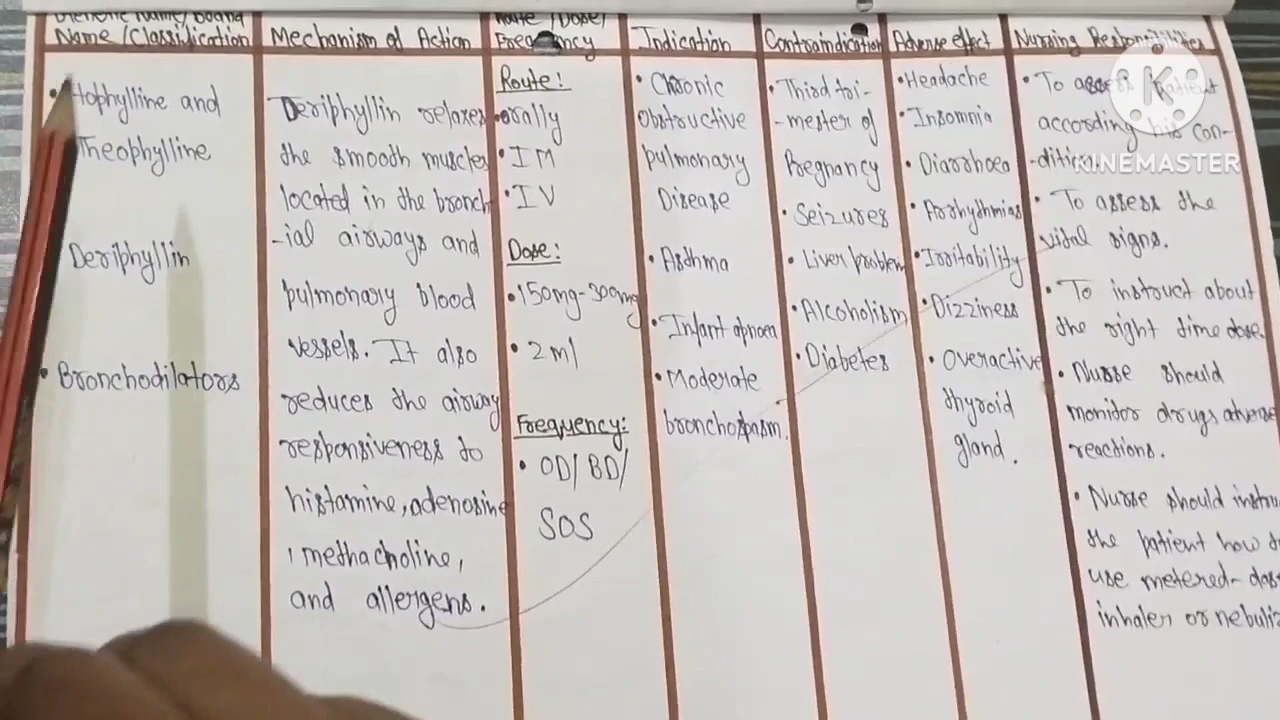 Name/Classification
Mechanism of Action
Route/Dose/
Frequency
Indication
Contraindication
Adverse effect
Nursing Responsibilities
• Hophylline and
Theophylline
Deriphyllin
• Bronchodilators
Deriphyllin relaxes
the smooth muscles
located in the bronch
-ial airways and
pulmonary blood
vessels. It also
reduces the airway
responsiveness to
histamine, adenosine
, methacholine,
and allergens.
Route:
• orally
• IM
• IV
Dose:
• 150mg-300mg
• 2ml
Frequency:
• OD/BD/
SOS
• Chronic
obstructive
pulmonary
Disease
• Asthma
• Infant apnoea
• Moderate
bronchospasm.
• Third tri-
-mester of
Pregnancy
• Seizures
• Liver problem
• Alcoholism
• Diabetes
• Headache
• Insomnia
• Diarrhoea
• Arrhythmias
• Irritability
• Dizziness
• Overactive
thyroid
gland.
• To assess patient
according his con-
-dition
• To assess the
vital signs.
• To instruct about
the right time dose.
• Nurse should
monitor drugs adverse
reactions.
• Nurse should
the patient how
use metered-
inhaler or
K
KINEMASTER